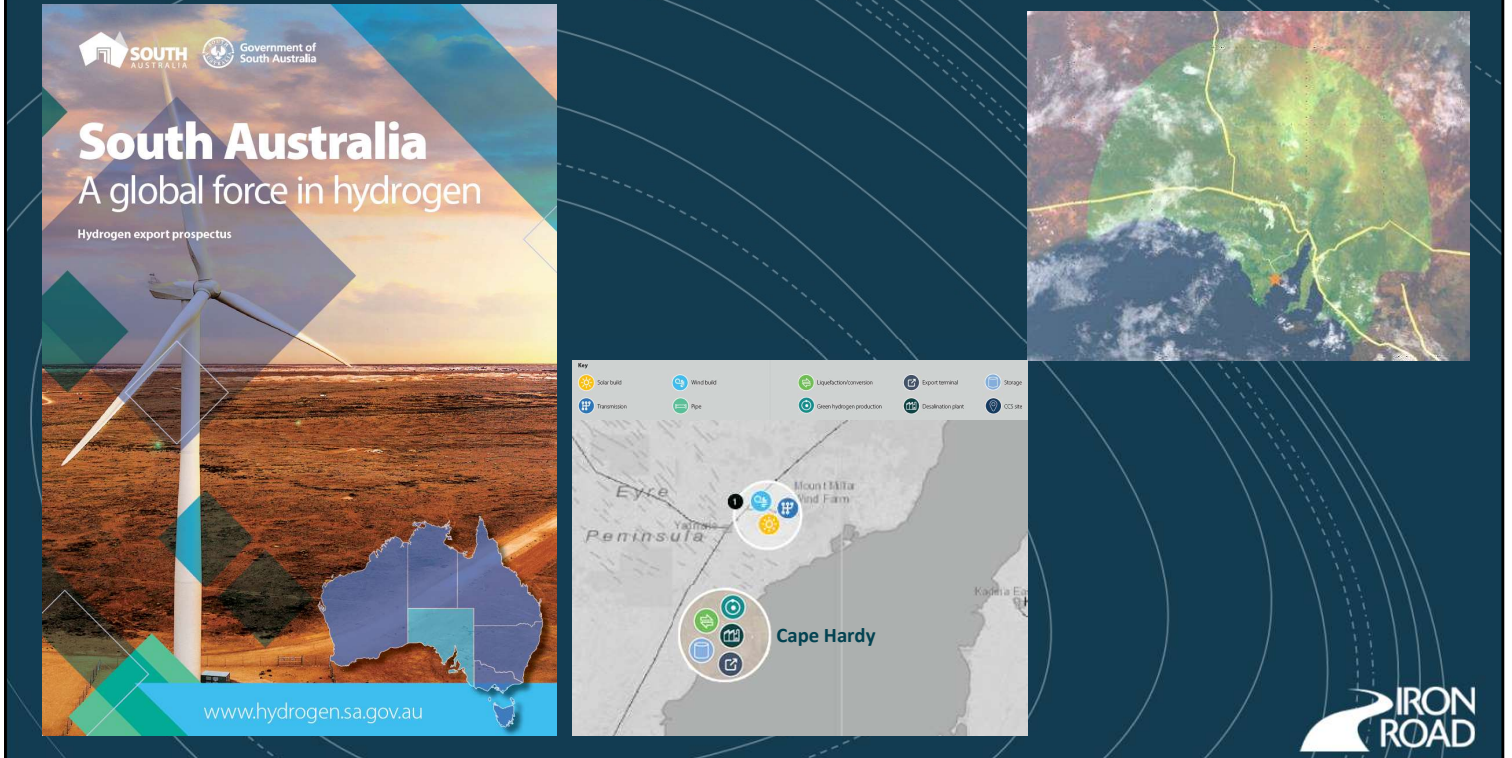 SOUTH
AUSTRALIA
Government of
South Australia
South Australia
A global force in hydrogen
Hydrogen export prospectus
www.hydrogen.sa.gov.au
Key
Solar build
Wind build
Liquefaction/conversion
Export terminal
Storage
Transmission
Pipe
Green hydrogen production
Desalination plant
CCS site
Eyre
Peninsula
1
Mount Millar
Wind Farm
Cape Hardy
IRON
ROAD